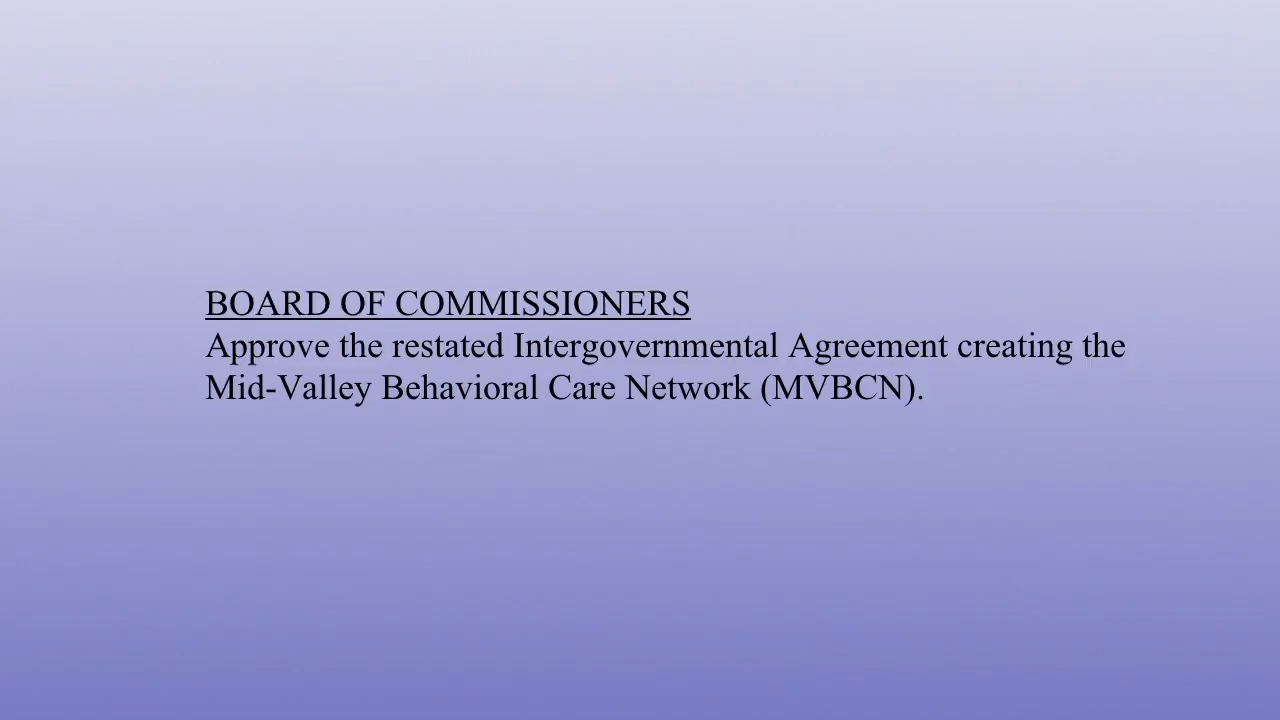 BOARD OF COMMISSIONERS
Approve the restated Intergovernmental Agreement creating the
Mid-Valley Behavioral Care Network (MVBCN).